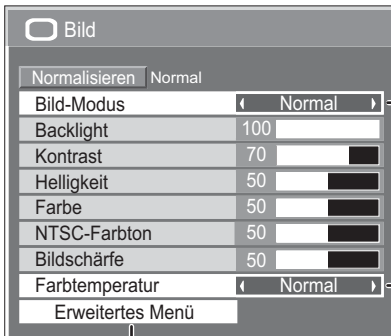 Bild
Normalisieren Normal
Bild-Modus Normal
Backlight 100
Kontrast 70
Helligkeit 50
Farbe 50
NTSC-Farbton 50
Bildschärfe 50
Farbtemperatur Normal
Erweitertes Menü